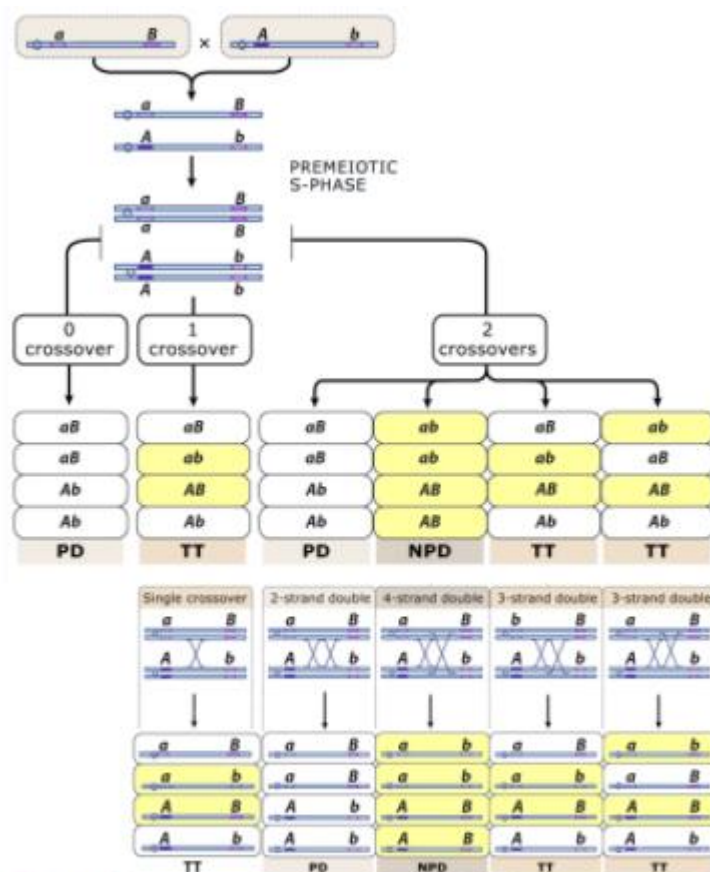 a B × A b
a B
A b
PREMEIOTIC
S-PHASE
a B
A b
A b
0
crossover
1
crossover
2
crossovers
aB aB aB ab aB ab
aB ab aB ab ab aB
Ab AB Ab AB AB AB
Ab Ab Ab AB Ab Ab
PD TT PD NPD TT TT
Single crossover 2-strand double 4-strand double 3-strand double 3-strand double
a B a B a B b B a B
A b A b A b A b A b
a B a B a b a B a b
a b a B a b a b a B
A B A b A B A B A B
A b A b A B A b A b
TT PD NPD TT TT